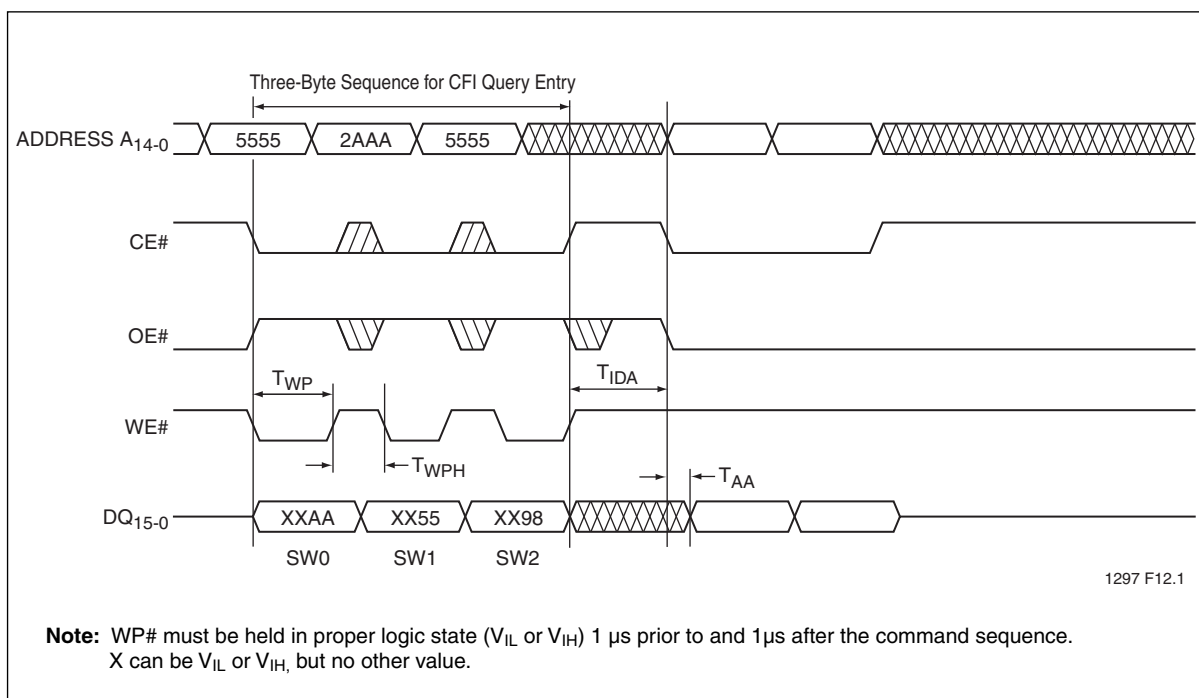 Three-Byte Sequence for CFI Query Entry
ADDRESS A14-0
5555 2AAA 5555
CE#
OE#
TWP
TIDA
WE#
TWPH
TAA
DQ15-0
XXAA XX55 XX98
SW0 SW1 SW2
1297 F12.1
Note: WP# must be held in proper logic state (VIL or VIH) 1 µs prior to and 1µs after the command sequence.
X can be VIL or VIH, but no other value.